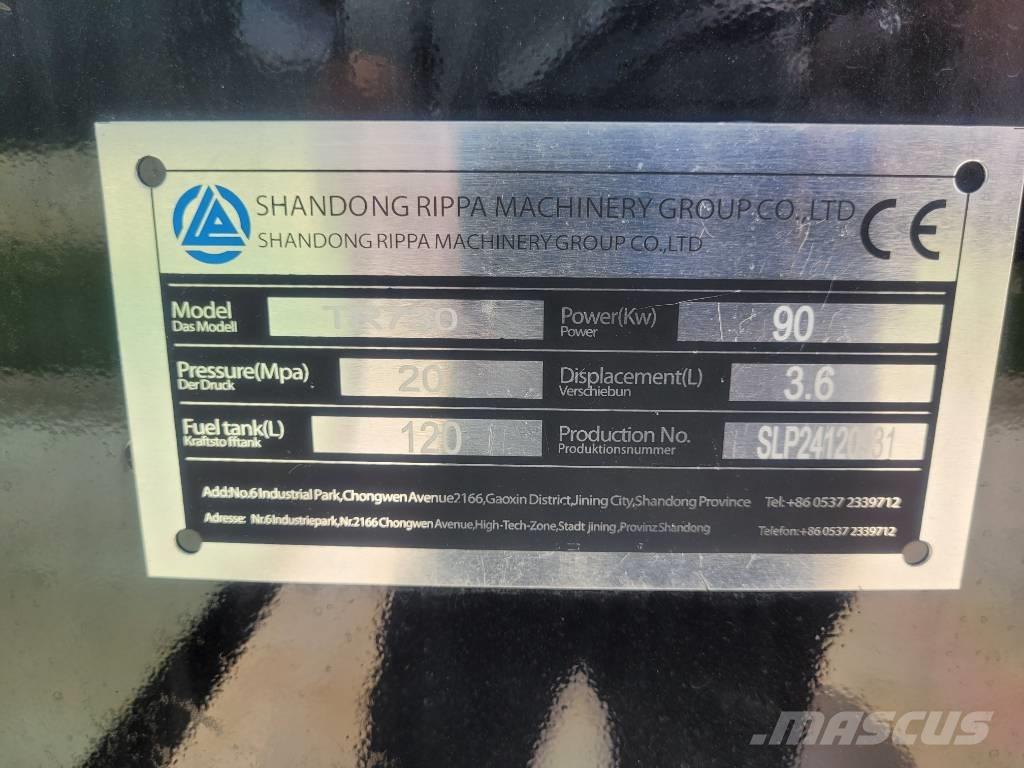 SHANDONG RIPPA MACHINERY GROUP CO.,LTD CE
SHANDONG RIPPA MACHINERY GROUP CO.,LTD
Model
Das Modell
Power(Kw) 90
Power
Pressure(Mpa) 20
Der Druck
Displacement(L) 3.6
Verschiebun
Fuel tank(L) 120
Kraftstofftank
Production No.
Produktionsnummer
Add:No.6 Industrial Park,Chongwen Avenue2166,Gaoxin District,Jining City,Shandong Province Tel:+86 0537 2339712
Adresse: Nr.6Industriepark,Nr.2166 Chongwen Avenue,High-Tech-Zone,Stadt jining,Provinz Shandong Telefon:+86 0537 2339712
MASCUS